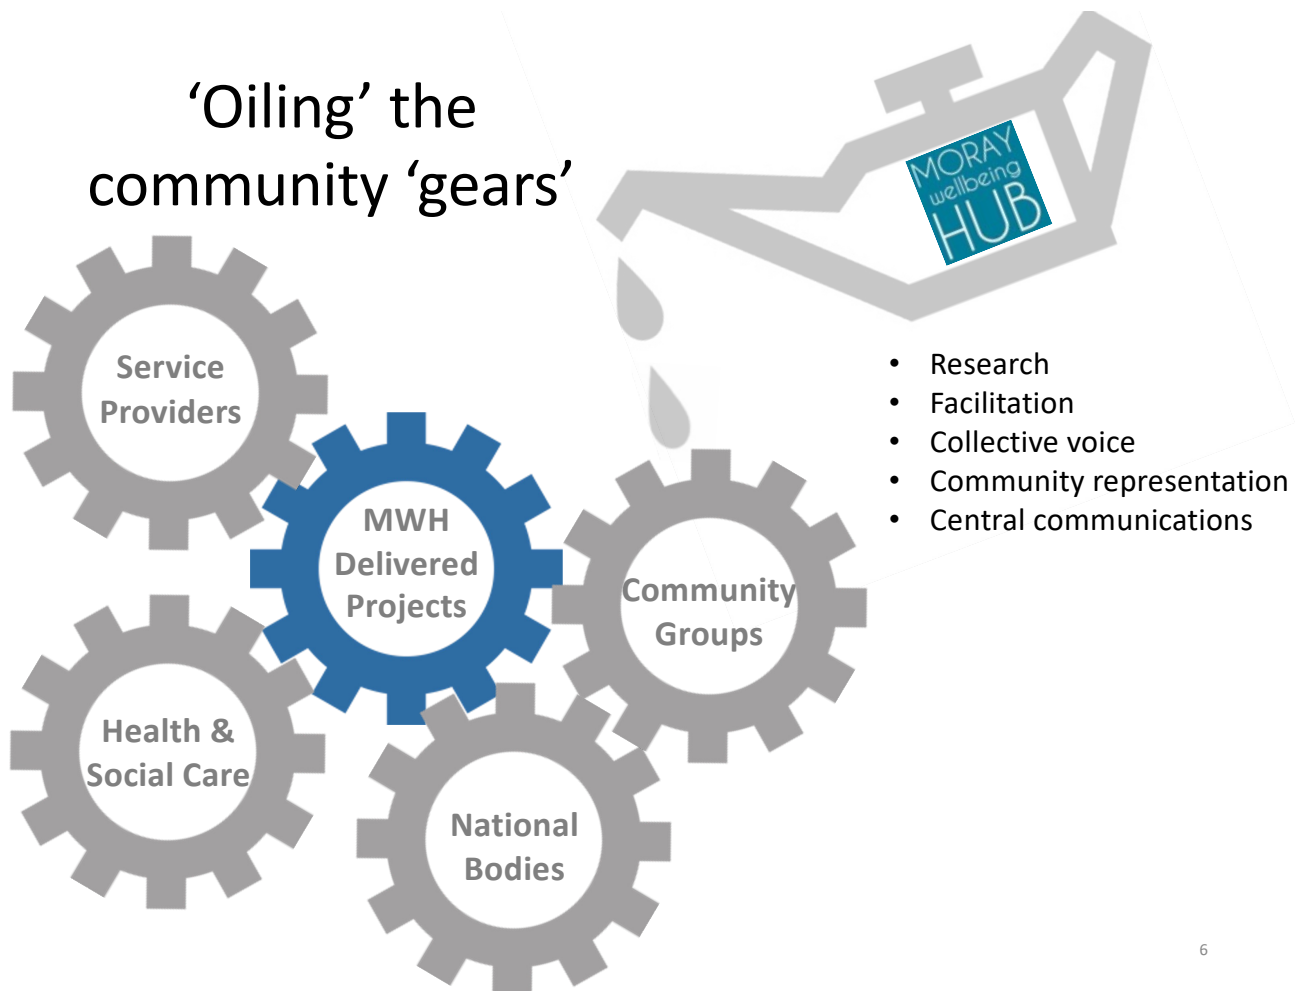 ‘Oiling’ the
community ‘gears’
MORAY
wellbeing
HUB
Service
Providers
MWH
Delivered
Projects
Community
Groups
Health &
Social Care
National
Bodies
• Research
• Facilitation
• Collective voice
• Community representation
• Central communications
6